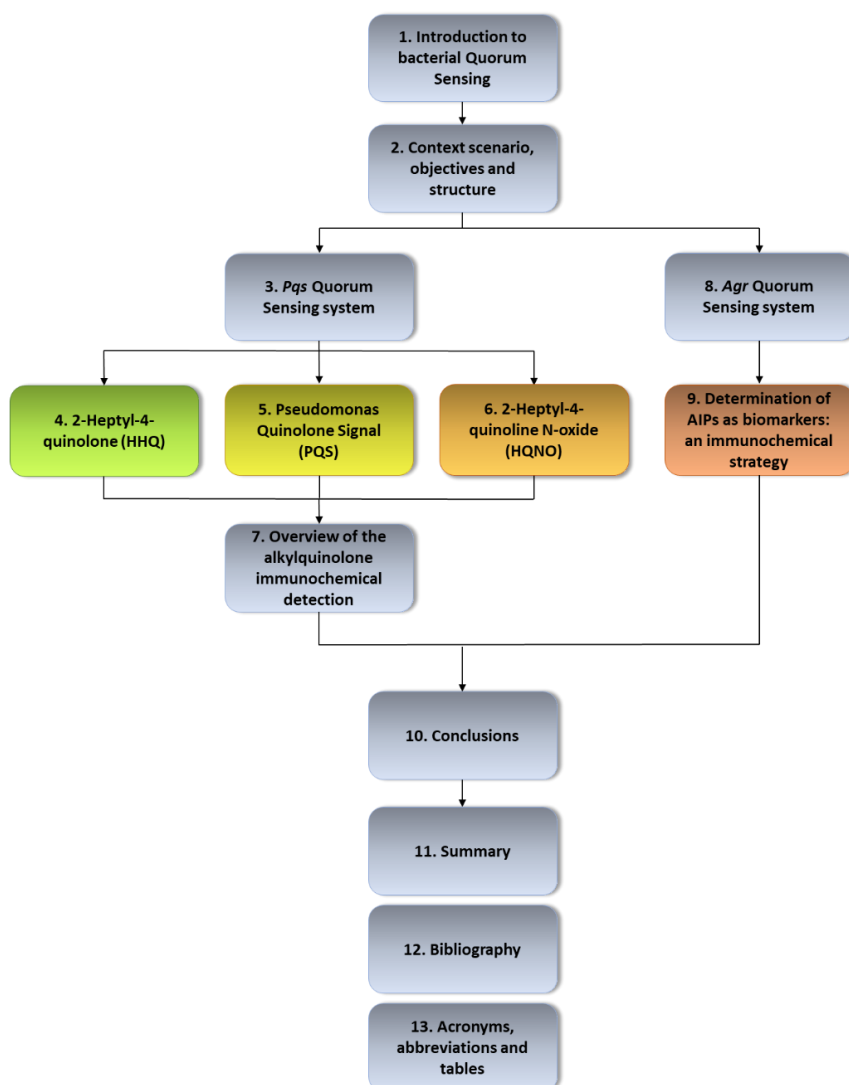 1. Introduction to
bacterial Quorum
Sensing
2. Context scenario,
objectives and
structure
3. Pqs Quorum
Sensing system
8. Agr Quorum
Sensing system
4. 2-Heptyl-4-
quinolone (HHQ)
5. Pseudomonas
Quinolone Signal
(PQS)
6. 2-Heptyl-4-
quinoline N-oxide
(HQNO)
9. Determination of
AIPs as biomarkers:
an immunochemical
strategy
7. Overview of the
alkylquinolone
immunochemical
detection
10. Conclusions
11. Summary
12. Bibliography
13. Acronyms,
abbreviations and
tables